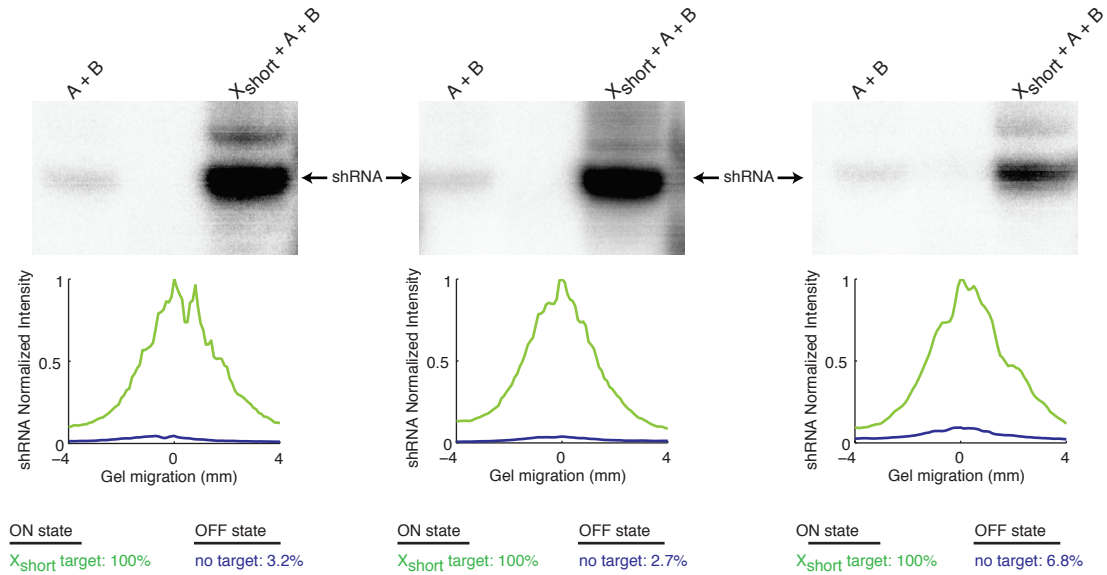 A + B
Xshort + A + B
A + B
Xshort + A + B
A + B
Xshort + A + B
shRNA
shRNA
shRNA Normalized Intensity
1
0.5
0
−4
0
4
Gel migration (mm)
shRNA Normalized Intensity
1
0.5
0
−4
0
4
Gel migration (mm)
shRNA Normalized Intensity
1
0.5
0
−4
0
4
Gel migration (mm)
ON state
Xshort target: 100%
OFF state
no target: 3.2%
ON state
Xshort target: 100%
OFF state
no target: 2.7%
ON state
Xshort target: 100%
OFF state
no target: 6.8%